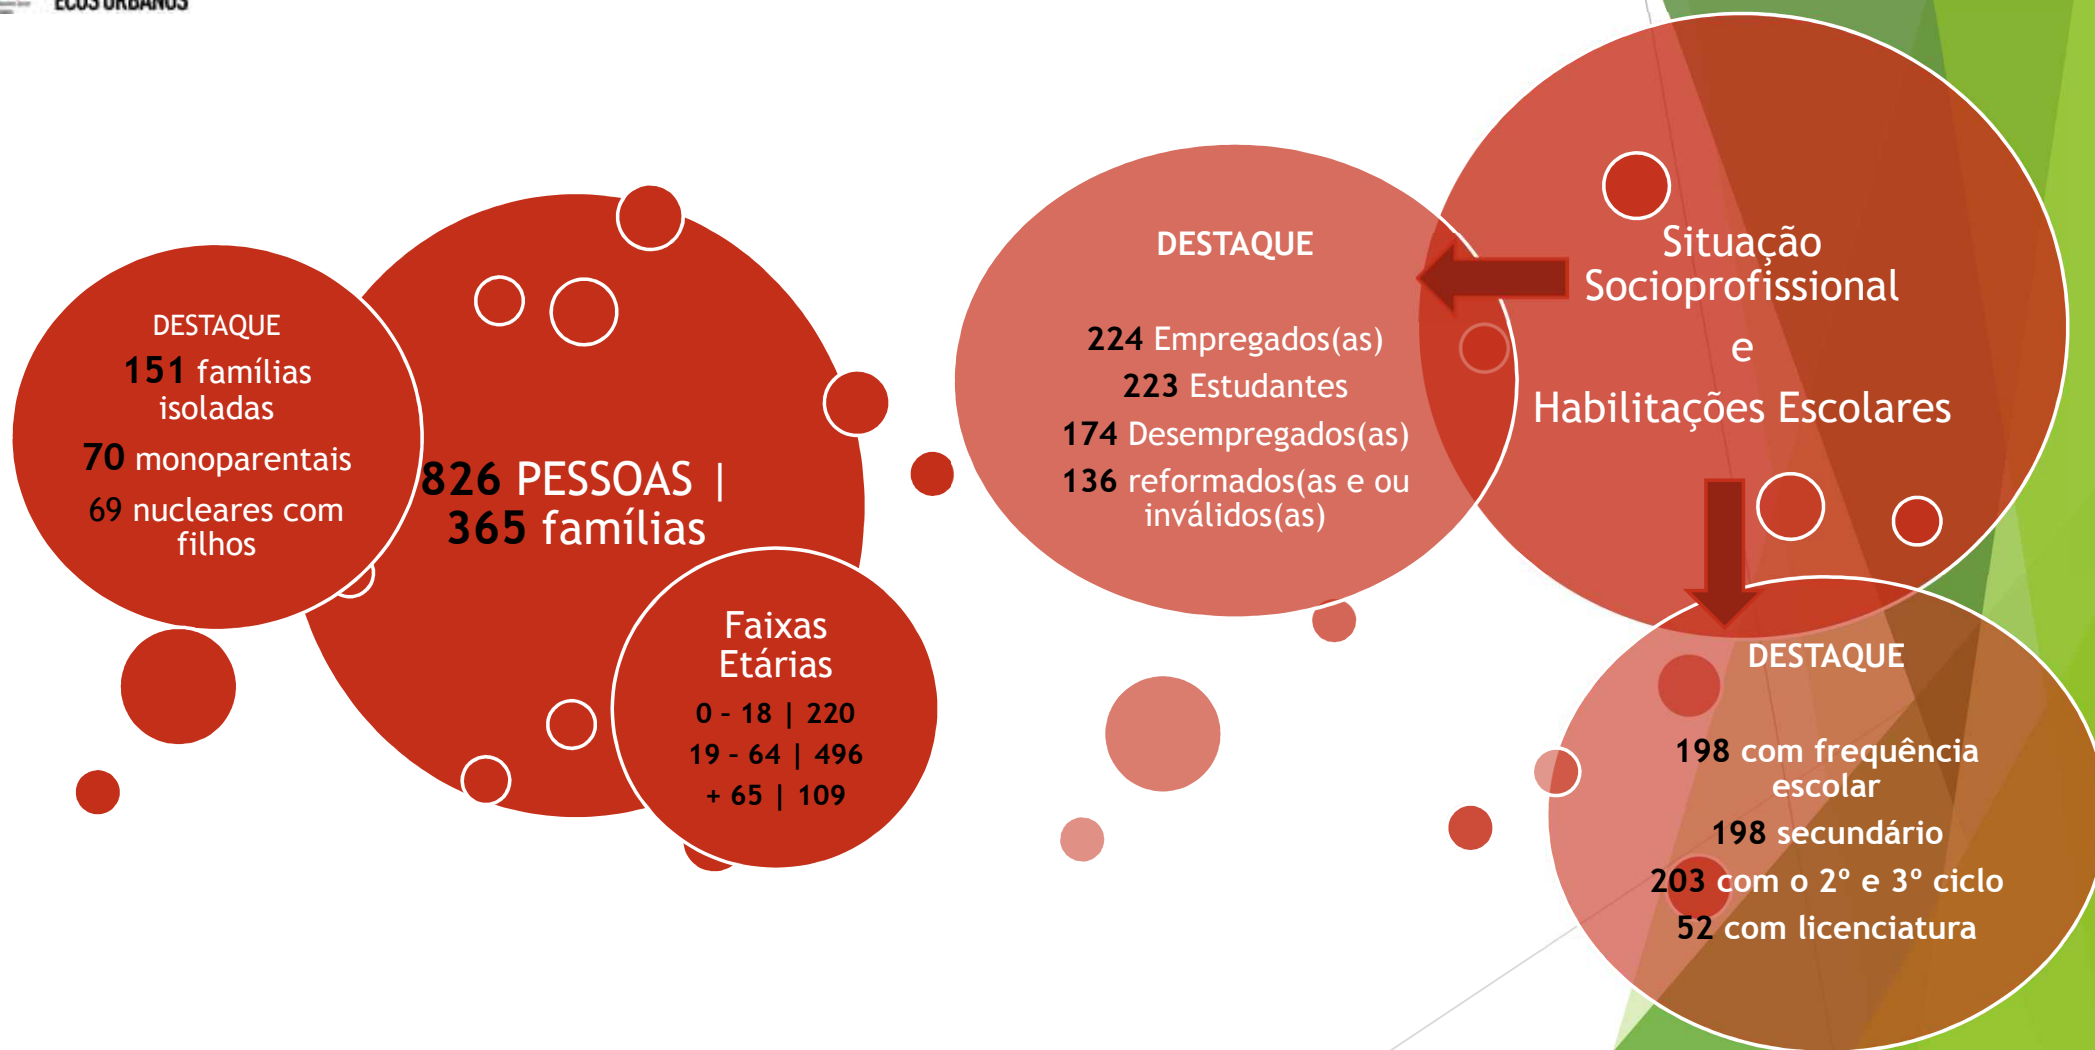 ECOS URBANOS
DESTAQUE
151 famílias
isoladas
70 monoparentais
69 nucleares com
filhos
826 PESSOAS |
365 famílias
Faixas
Etárias
0 – 18 | 220
19 – 64 | 496
+ 65 | 109
DESTAQUE
224 Empregados(as)
223 Estudantes
174 Desempregados(as)
136 reformados(as e ou
inválidos(as)
Situação
Socioprofissional
e
Habilitações Escolares
DESTAQUE
198 com frequência
escolar
198 secundário
203 com o 2º e 3º ciclo
52 com licenciatura